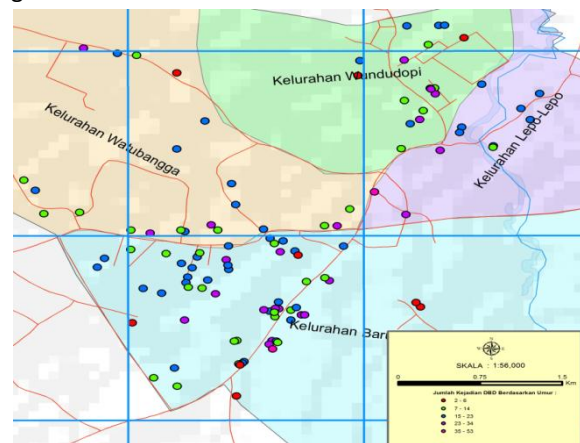 Kelurahan Wundudopi
Kelurahan Watubangga
Kelurahan Lepo-Lepo
Kelurahan Baru
SKALA : 1:56,000
0 0.75 1.5
Km
Jumlah Kejadian DBD Berdasarkan Umur :
2 - 6
7 - 14
15 - 23
23 - 34
35 - 53